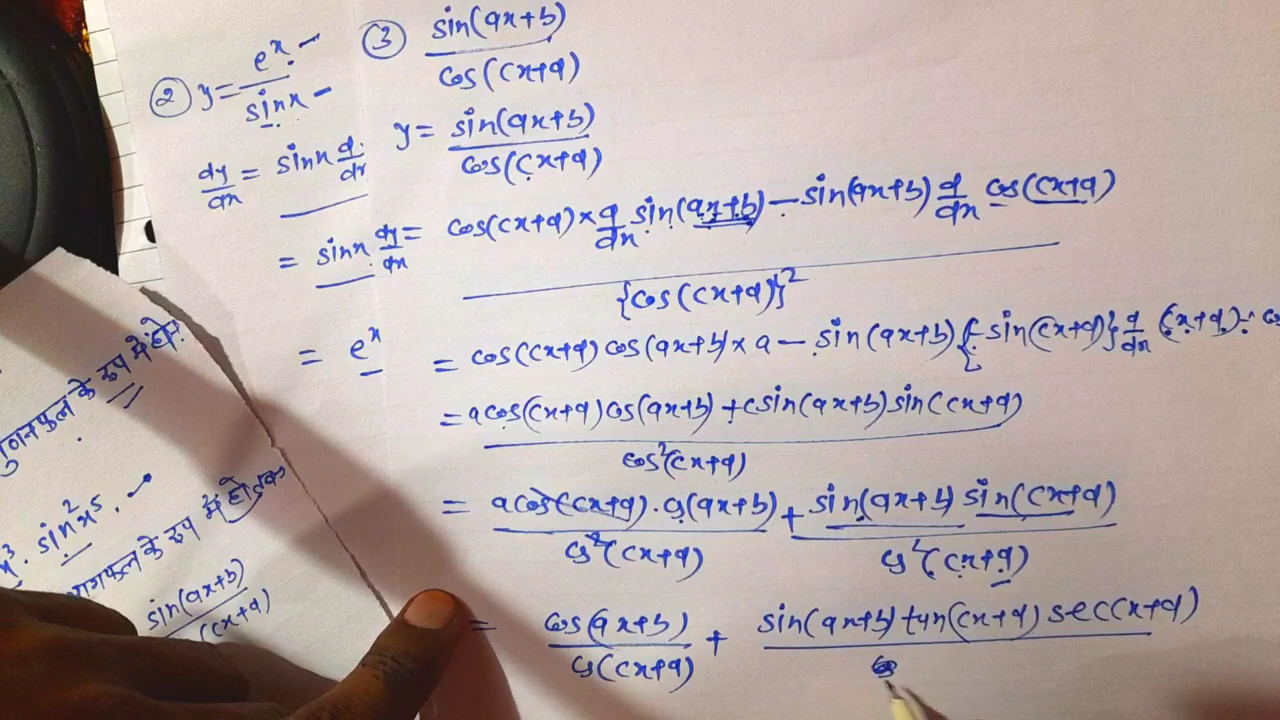 ② y = e^x / sinx
dy/dx = sinx d/dx
= sinx dy/dx
= e^x
③ sin(ax+b) / cos(cx+d)
y = sin(ax+b) / cos(cx+d)
= cos(cx+d) × d/dx sin(ax+b) − sin(ax+b) d/dx cos(cx+d) / {cos(cx+d)}²
= cos(cx+d) cos(ax+b) × a − sin(ax+b) {− sin(cx+d)} d/dx (cx+d) ÷ co
= a cos(cx+d) cos(ax+b) + c sin(ax+b) sin(cx+d) / cos²(cx+d)
= a cos(cx+d) . cos(ax+b) / cos²(cx+d) + sin(ax+b) sin(cx+d) / cos²(cx+d)
= cos(ax+b) / cos(cx+d) + sin(ax+b) tan(cx+d) sec(cx+d)
गुणनफल के रुप में हो
x³. sin²x⁵.
भागफल के रुप में हो
sin(ax+b) / (cx+d)